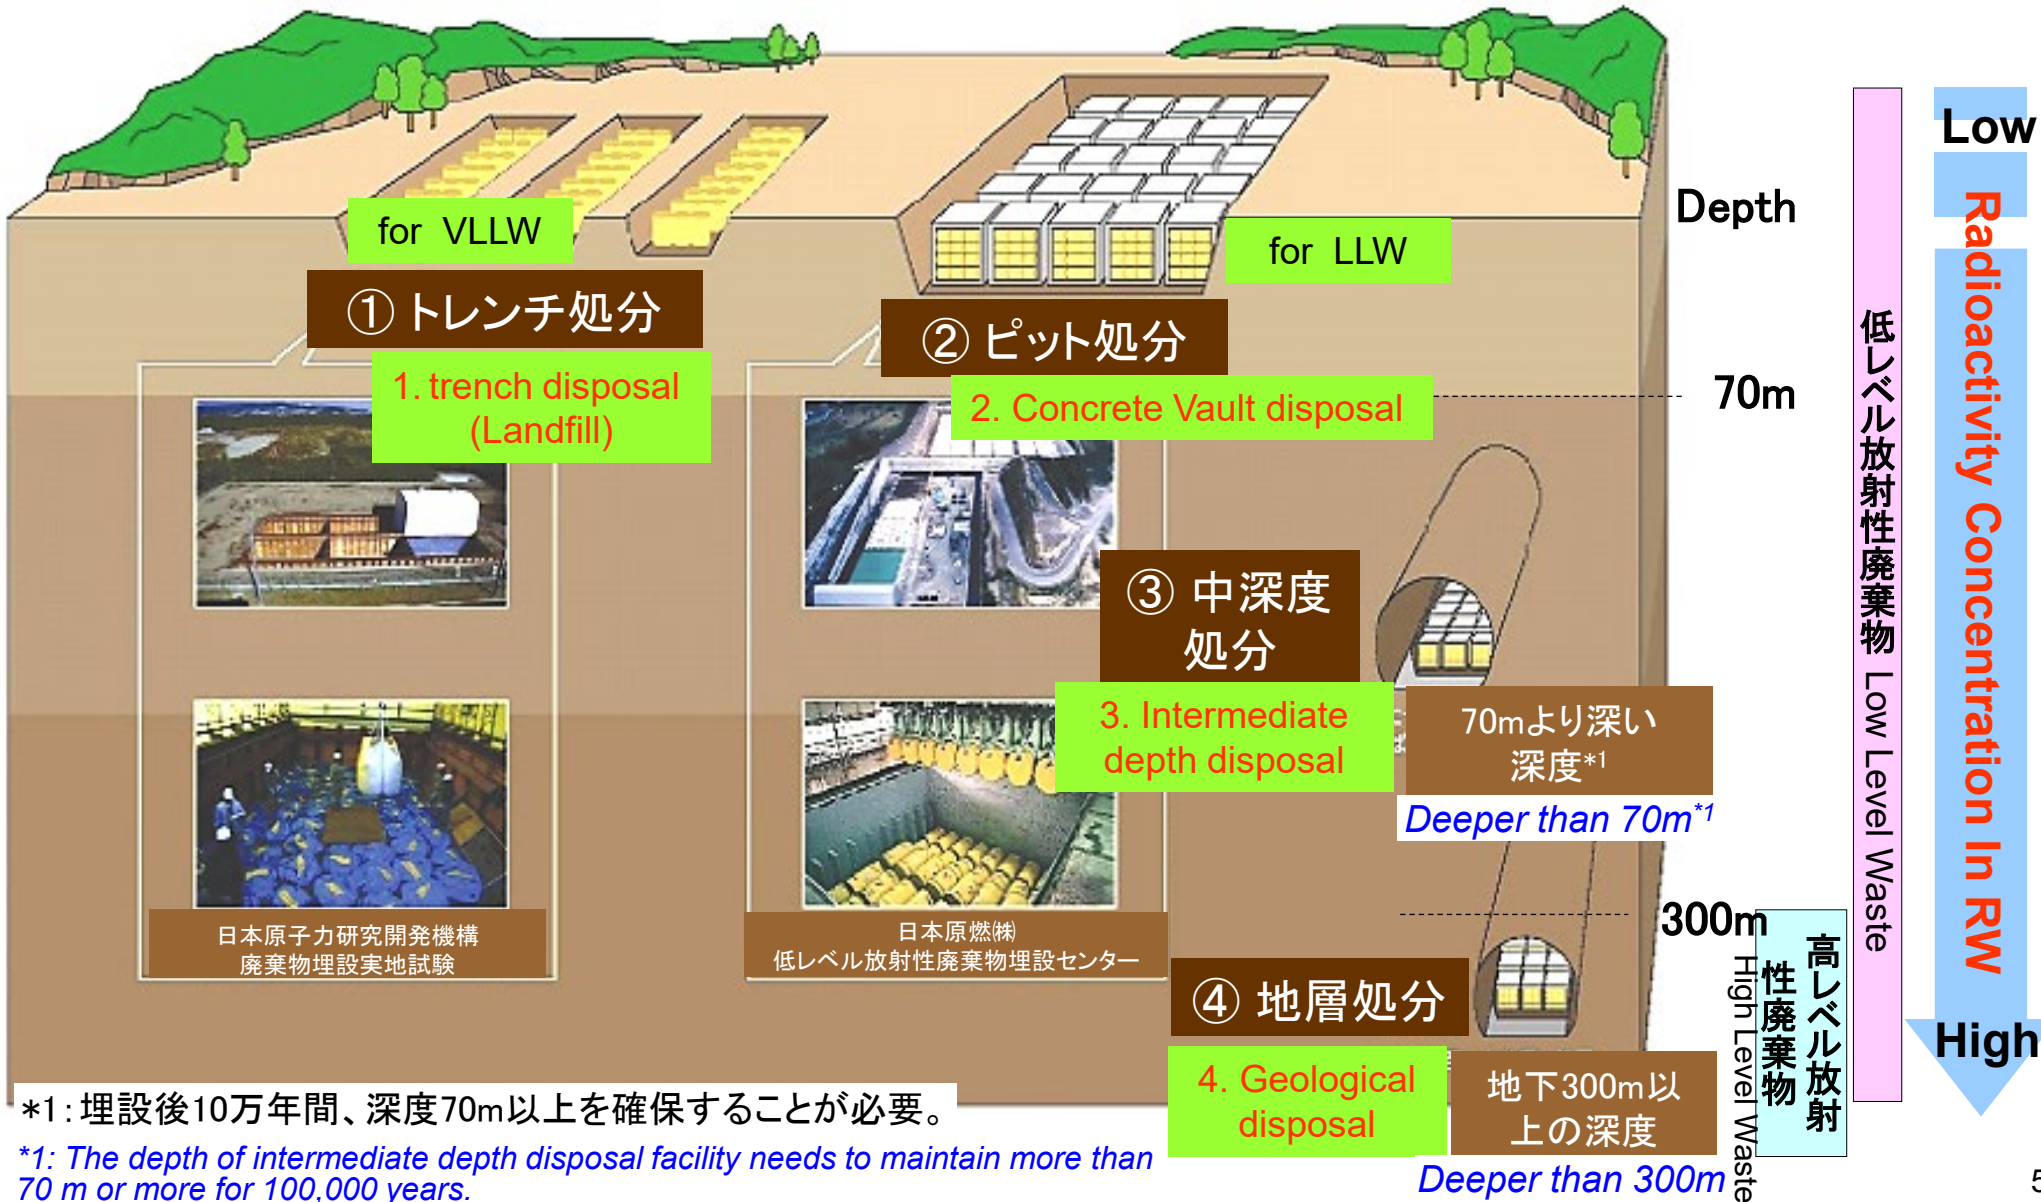 for VLLW
① トレンチ処分
1. trench disposal
(Landfill)
for LLW
② ピット処分
2. Concrete Vault disposal
Depth
70m
③ 中深度
処分
3. Intermediate
depth disposal
70mより深い
深度*1
Deeper than 70m*1
日本原子力研究開発機構
廃棄物埋設実地試験
日本原燃㈱
低レベル放射性廃棄物埋設センター
300m
④ 地層処分
4. Geological
disposal
地下300m以
上の深度
Deeper than 300m
高レベル放射
性廃棄物
High Level Waste
低レベル放射性廃棄物 Low Level Waste
Low
Radioactivity Concentration In RW
High
*1:埋設後10万年間、深度70m以上を確保することが必要。
*1: The depth of intermediate depth disposal facility needs to maintain more than
70 m or more for 100,000 years.
5